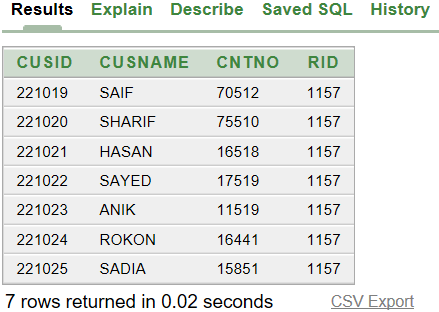 Results Explain Describe Saved SQL History
CUSID CUSNAME CNTNO RID
221019 SAIF 70512 1157
221020 SHARIF 75510 1157
221021 HASAN 16518 1157
221022 SAYED 17519 1157
221023 ANIK 11519 1157
221024 ROKON 16441 1157
221025 SADIA 15851 1157
7 rows returned in 0.02 seconds CSV Export